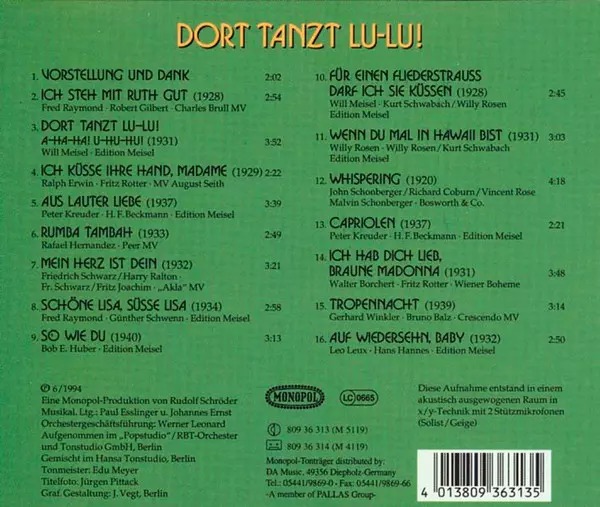 DORT TANZT LU-LU!
1. VORSTELLUNG UND DANK 2:02
2. ICH STEH MIT RUTH GUT (1928) 2:54
Fred Raymond · Robert Gilbert · Charles Brull MV
3. DORT TANZT LU-LU!
A-HA-HA! U-HU-HU! (1931) 3:52
Will Meisel · Edition Meisel
4. ICH KÜSSE IHRE HAND, MADAME (1929) 2:22
Ralph Erwin · Fritz Rotter · MV August Seith
5. AUS LAUTER LIEBE (1937) 3:39
Peter Kreuder · H. F. Beckmann · Edition Meisel
6. RUMBA TAMBAH (1933) 2:49
Rafael Hernandez · Peer MV
7. MEIN HERZ IST DEIN (1932) 3:21
Friedrich Schwarz/Harry Ralton ·
Fr. Schwarz/Fritz Joachim · „Akla" MV
8. SCHÖNE LISA, SÜSSE LISA (1934) 2:58
Fred Raymond · Günther Schwenn · Edition Meisel
9. SO WIE DU (1940) 3:13
Bob E. Huber · Edition Meisel
10. FÜR EINEN FLIEDERSTRAUSS
DARF ICH SIE KÜSSEN (1928) 2:45
Will Meisel · Kurt Schwabach/Willy Rosen
11. WENN DU MAL IN HAWAII BIST (1931) 3:03
Willy Rosen · Willy Rosen/Kurt Schwabach
Edition Meisel
12. WHISPERING (1920) 4:18
John Schonberger/Richard Coburn/Vincent Rose
Malvin Schonberger · Bosworth & Co.
13. CAPRIOLEN (1937) 2:21
Peter Kreuder · H. F. Beckmann · Edition Meisel
14. ICH HAB DICH LIEB,
BRAUNE MADONNA (1931) 3:48
Walter Borchert · Fritz Rotter · Wiener Boheme
15. TROPENNACHT (1939) 3:14
Gerhard Winkler · Bruno Balz · Crescendo MV
16. AUF WIEDERSEHN, BABY (1932) 2:50
Leo Leux · Hans Hannes · Edition Meisel
℗ 6/1994
Eine Monopol-Produktion von Rudolf Schröder
Musikal. Ltg.: Paul Esslinger u. Johannes Ernst
Orchestergeschäftsführung: Werner Leonard
Aufgenommen im „Popstudio"/RBT-Orchester
und Tonstudio GmbH, Berlin
Gemischt im Hansa Tonstudio, Berlin
Tonmeister: Edu Meyer
Titelfoto: Jürgen Pittack
Graf. Gestaltung: J. Vegt, Berlin
MONOPOL
LC 0665
809 36 313 (M 5119)
809 36 314 (M 4119)
Monopol-Tonträger distributed by:
DA Music, 49356 Diepholz-Germany
Tel.: 05441/9869-0 · Fax: 05441/9869-66
-A member of PALLAS Group-
Diese Aufnahme entstand in einem
akustisch ausgewogenen Raum in
x/y-Technik mit 2 Stützmikrofonen
(Solist/Geige)
4 013809 363135